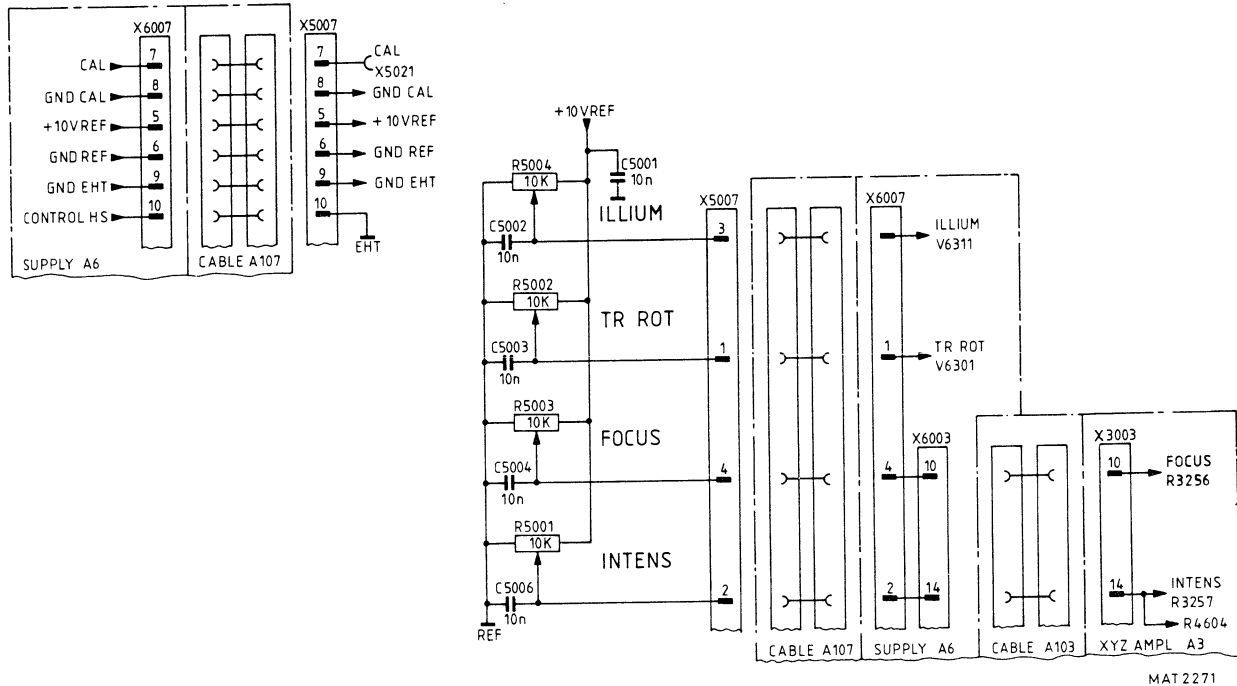 X6007
X5007
7
7
CAL
CAL
X5021
8
8
GND CAL
GND CAL
5
5
+10VREF
+10VREF
6
6
GND REF
GND REF
9
9
GND EHT
GND EHT
10
10
CONTROL HS
EHT
SUPPLY A6
CABLE A107
+10VREF
R5004
10K
C5001
10n
ILLIUM
X5007
X6007
C5002
10n
3
ILLIUM
V6311
R5002
10K
TR ROT
C5003
10n
1
1
TR ROT
V6301
R5003
10K
FOCUS
X6003
X3003
C5004
10n
4
4
10
10
FOCUS
R3256
R5001
10K
INTENS
C5006
10n
2
2
14
14
INTENS
R3257
R4604
REF
CABLE A107
SUPPLY A6
CABLE A103
XYZ AMPL A3
MAT 2271